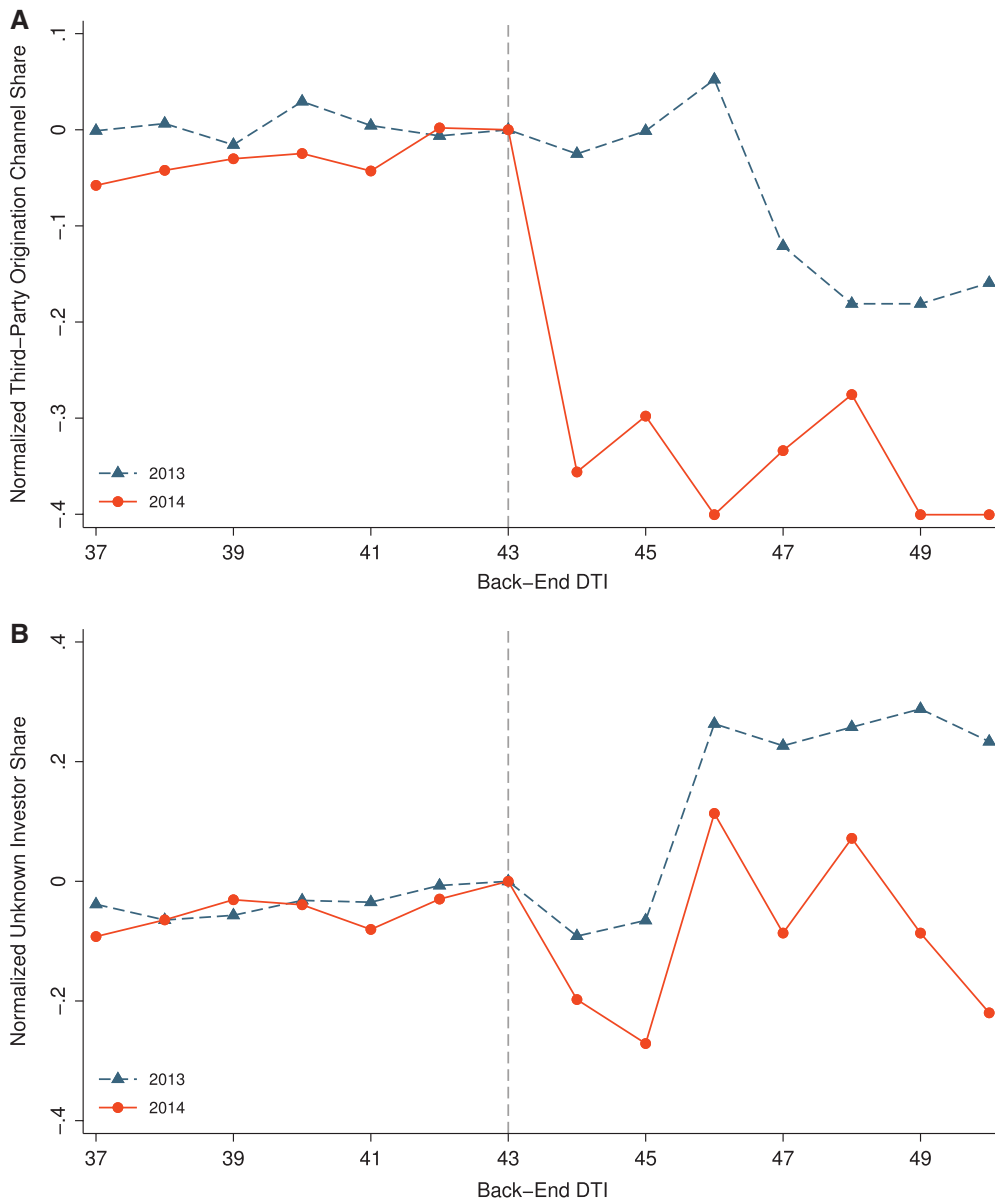 A
Normalized Third−Party Origination Channel Share
.1
0
−.1
−.2
−.3
−.4
2013
2014
37 39 41 43 45 47 49
Back−End DTI
B
Normalized Unknown Investor Share
.4
.2
0
−.2
−.4
2013
2014
37 39 41 43 45 47 49
Back−End DTI